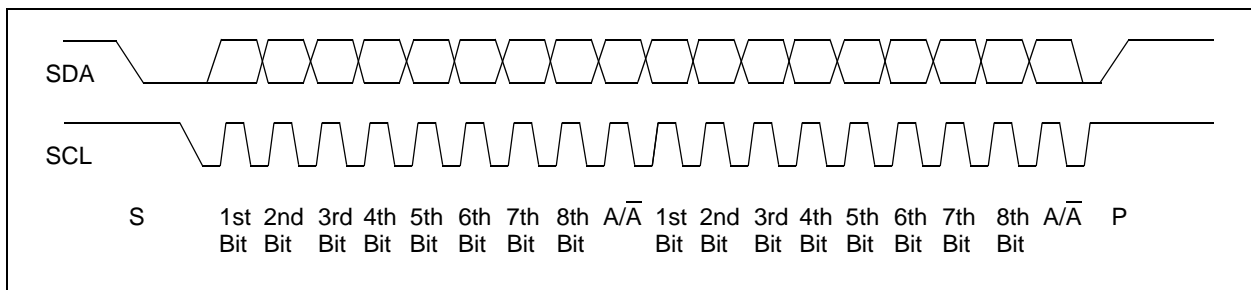 SDA
SCL
S 1st 2nd 3rd 4th 5th 6th 7th 8th A/A̅ 1st 2nd 3rd 4th 5th 6th 7th 8th A/A̅ P
Bit Bit Bit Bit Bit Bit Bit Bit Bit Bit Bit Bit Bit Bit Bit Bit